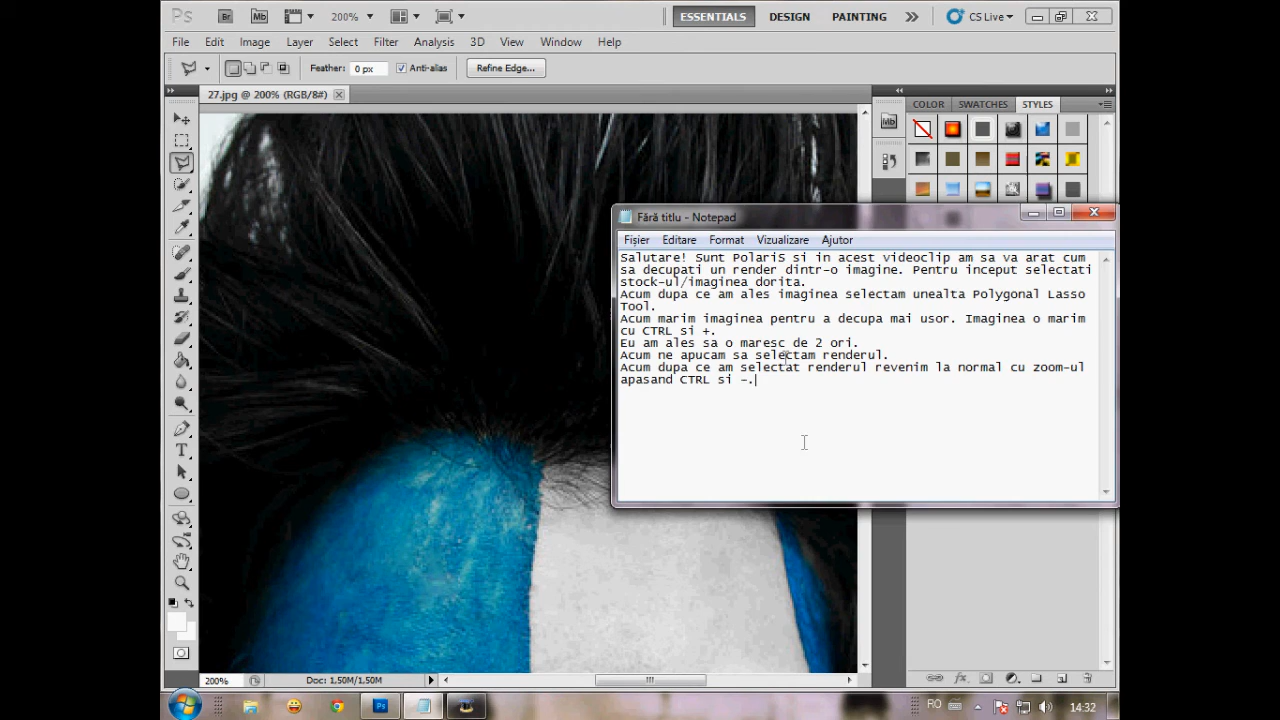 Ps Br Mb 200% ESSENTIALS DESIGN PAINTING CS Live
File Edit Image Layer Select Filter Analysis 3D View Window Help
Feather: 0 px Anti-alias Refine Edge...
27.jpg @ 200% (RGB/8#)
COLOR SWATCHES STYLES
Mb
Fără titlu - Notepad
Fișier Editare Format Vizualizare Ajutor
Salutare! Sunt PolariS si in acest videoclip am sa va arat cum
sa decupati un render dintr-o imagine. Pentru inceput selectati
stock-ul/imaginea dorita.
Acum dupa ce am ales imaginea selectam unealta Polygonal Lasso
Tool.
Acum marim imaginea pentru a decupa mai usor. Imaginea o marim
cu CTRL si +.
Eu am ales sa o maresc de 2 ori.
Acum ne apucam sa selectam renderul.
Acum dupa ce am selectat renderul revenim la normal cu zoom-ul
apasand CTRL si -.
T
200% Doc: 1,50M/1,50M
fx
Ps RO 14:32